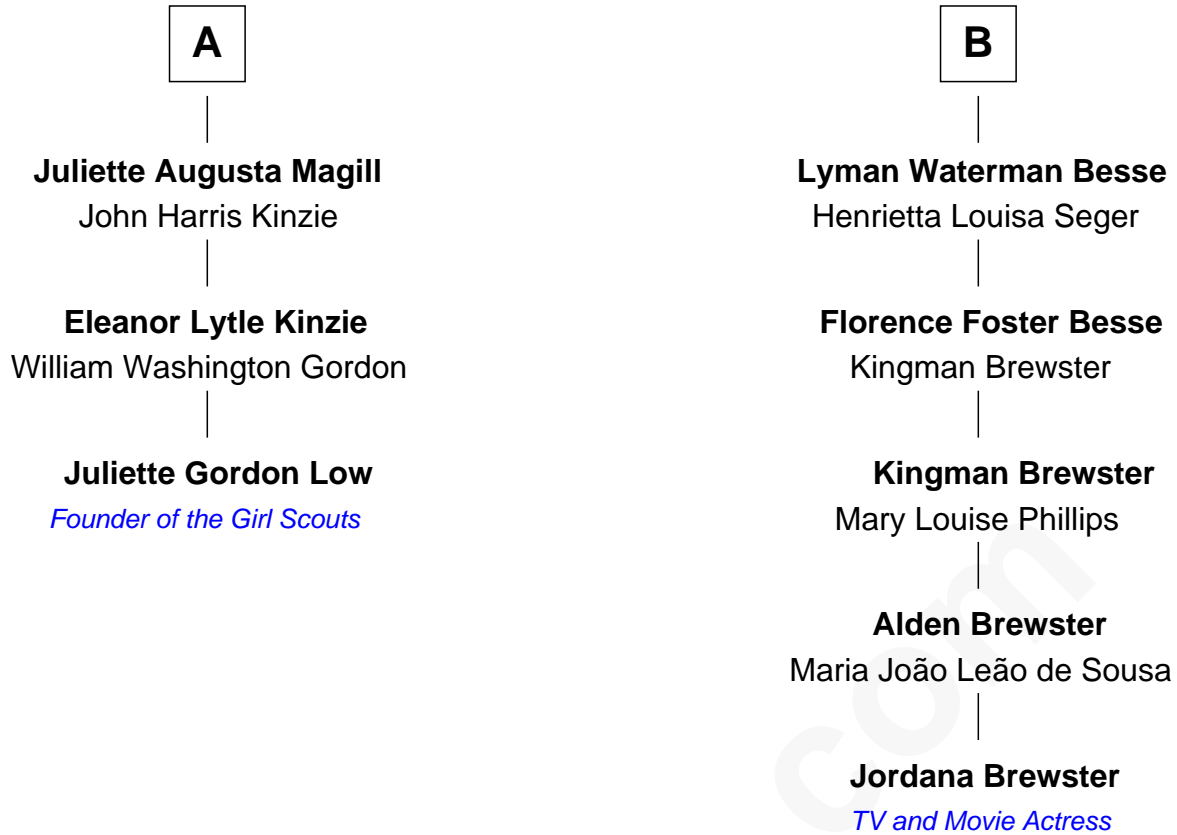 A
Juliette Augusta Magill
John Harris Kinzie
Eleanor Lytle Kinzie
William Washington Gordon
Juliette Gordon Low
Founder of the Girl Scouts
B
Lyman Waterman Besse
Henrietta Louisa Seger
Florence Foster Besse
Kingman Brewster
Kingman Brewster
Mary Louise Phillips
Alden Brewster
Maria João Leão de Sousa
Jordana Brewster
TV and Movie Actress
com